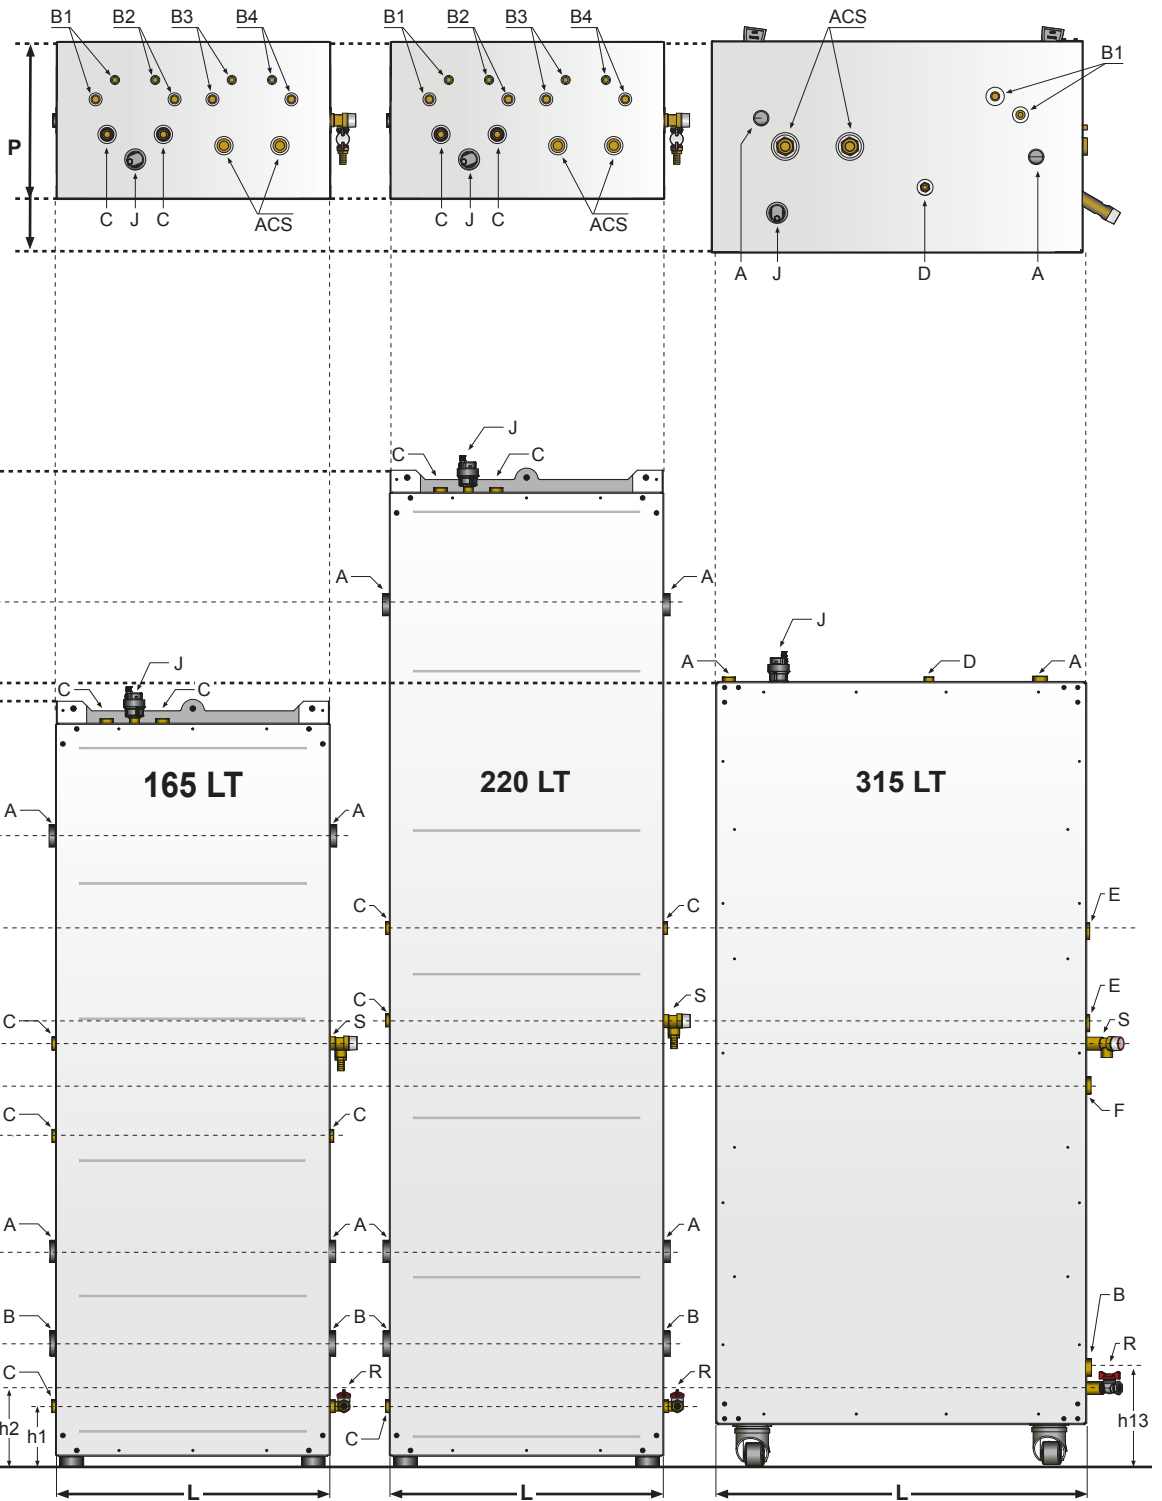 B1 B2 B3 B4 B1 B2 B3 B4 ACS
B1
P
C J C ACS C J C ACS A J D A
J
C C
A A
J
J A D A
C C
165 LT 220 LT 315 LT
A A
C C E
C S E
C S S
C C F
A A A
B B B B
C R R R
C
h2 h1 h13
L L L